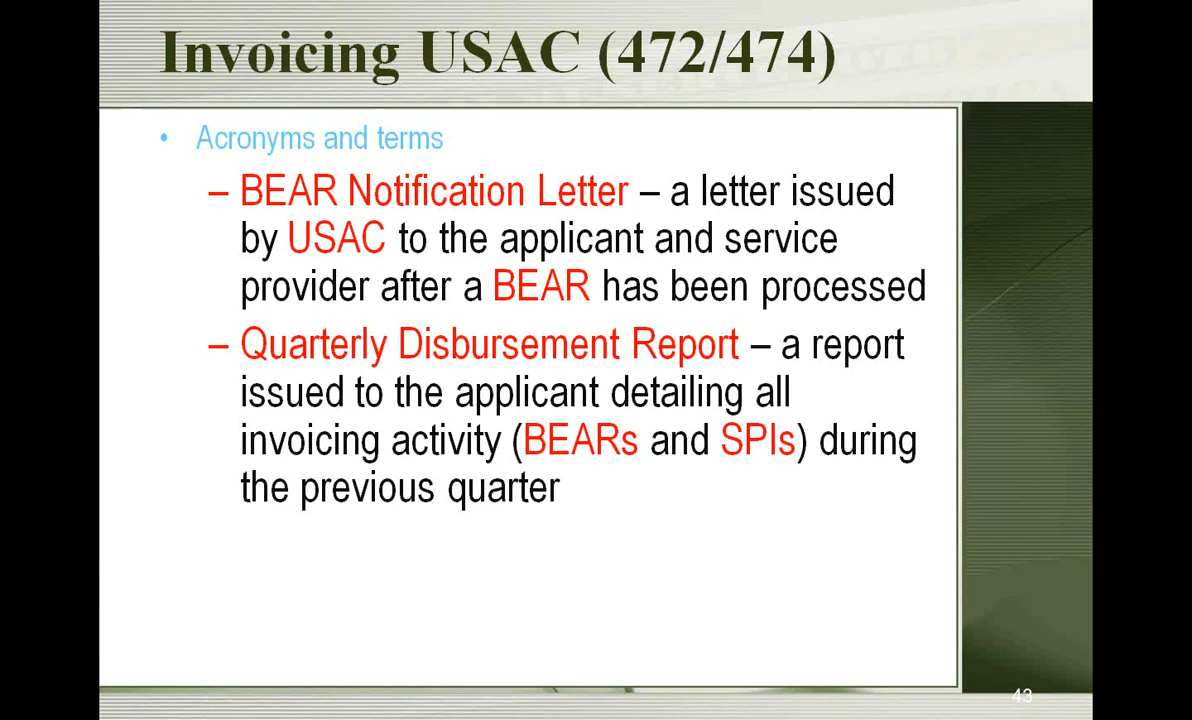 Invoicing USAC (472/474)
• Acronyms and terms
– BEAR Notification Letter – a letter issued
by USAC to the applicant and service
provider after a BEAR has been processed
– Quarterly Disbursement Report – a report
issued to the applicant detailing all
invoicing activity (BEARs and SPIs) during
the previous quarter
43